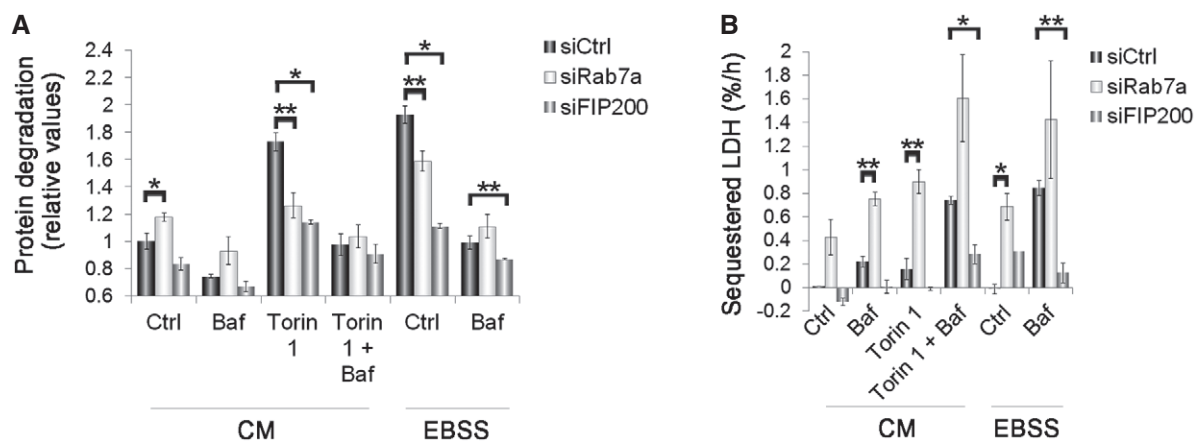 A
Protein degradation
(relative values)
2.4
2.2
2
1.8
1.6
1.4
1.2
1
0.8
0.6
*
**
*
**
*
**
siCtrl
siRab7a
siFIP200
Ctrl
Baf
Torin
1
Torin
1 +
Baf
Ctrl
Baf
CM
EBSS
B
Sequestered LDH (%/h)
2
1.8
1.6
1.4
1.2
1
0.8
0.6
0.4
0.2
0
-0.2
**
**
*
*
**
siCtrl
siRab7a
siFIP200
Ctrl
Baf
Torin 1
Torin 1 + Baf
Ctrl
Baf
CM
EBSS